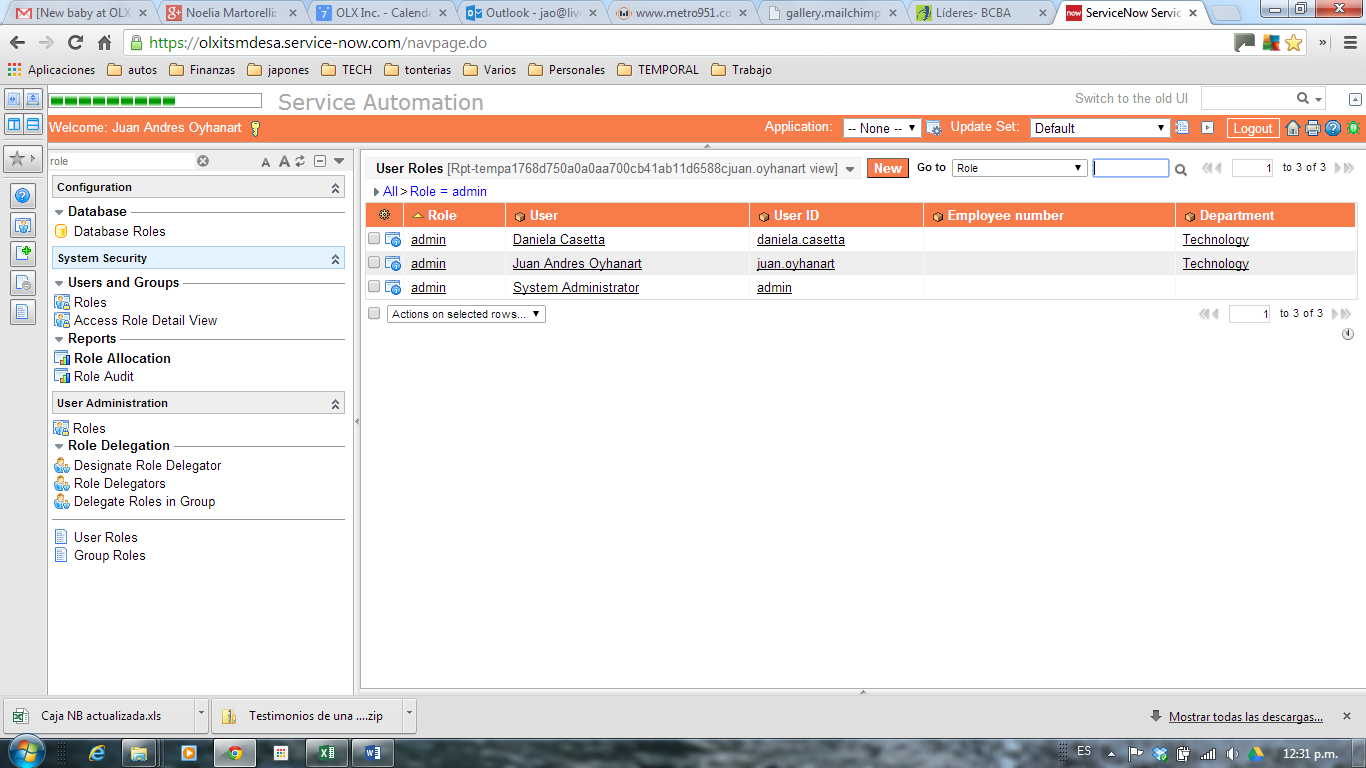 [New baby at OLX
Noelia Martorelli:
OLX Inc. - Calenda
Outlook - jao@live
www.metro951.co
gallery.mailchimp
Líderes- BCBA
ServiceNow Servic
https://olxitsmdesa.service-now.com/navpage.do
Aplicaciones autos Finanzas japones TECH tonterias Varios Personales TEMPORAL Trabajo
Service Automation
Switch to the old UI
Welcome: Juan Andres Oyhanart
Application: -- None -- Update Set: Default Logout
role
A A
Configuration
Database
Database Roles
System Security
Users and Groups
Roles
Access Role Detail View
Reports
Role Allocation
Role Audit
User Administration
Roles
Role Delegation
Designate Role Delegator
Role Delegators
Delegate Roles in Group
User Roles
Group Roles
User Roles [Rpt-tempa1768d750a0a0aa700cb41ab11d6588cjuan.oyhanart view] New Go to Role 1 to 3 of 3
All > Role = admin
Role User User ID Employee number Department
admin Daniela Casetta daniela.casetta Technology
admin Juan Andres Oyhanart juan.oyhanart Technology
admin System Administrator admin
Actions on selected rows... 1 to 3 of 3
Caja NB actualizada.xls
Testimonios de una ....zip
Mostrar todas las descargas...
ES
12:31 p.m.